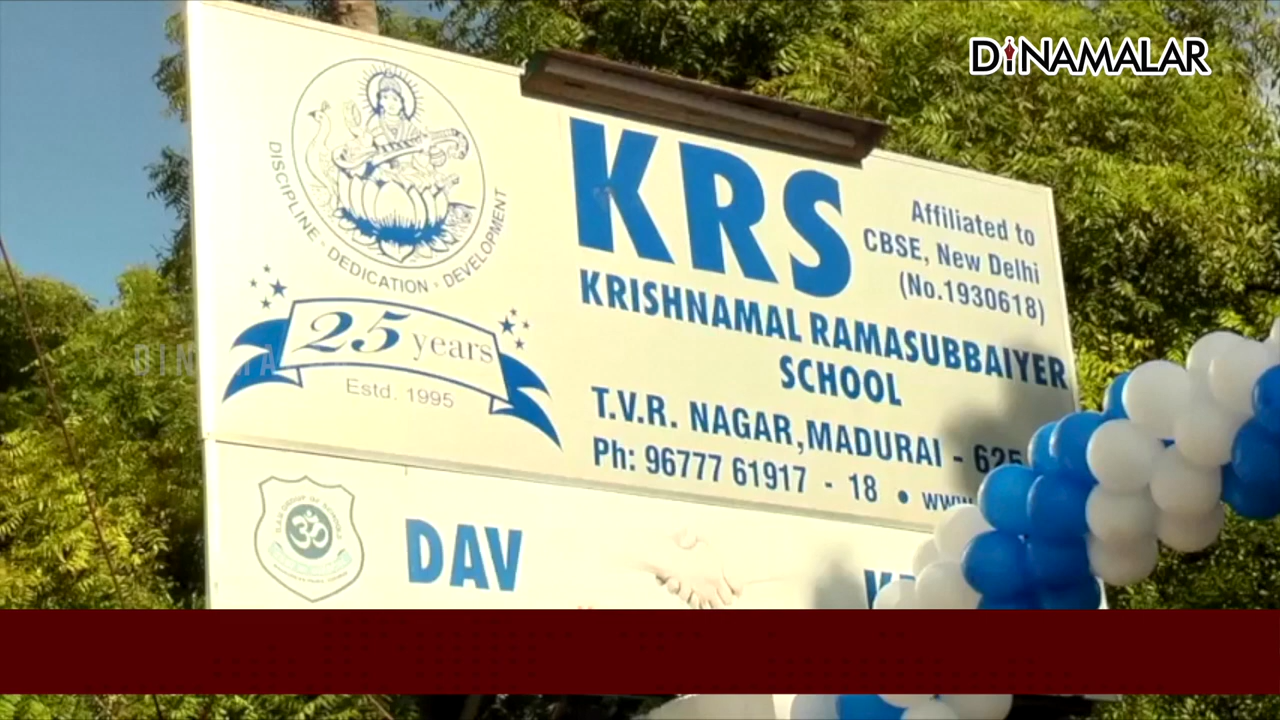 DINAMALAR
KRS
Affiliated to
CBSE, New Delhi
(No.1930618)
DISCIPLINE - DEDICATION - DEVELOPMENT
KRISHNAMAL RAMASUBBAIYER
SCHOOL
25 years
Estd. 1995
T.V.R. NAGAR, MADURAI - 625
Ph: 96777 61917 - 18 • www.
DAV